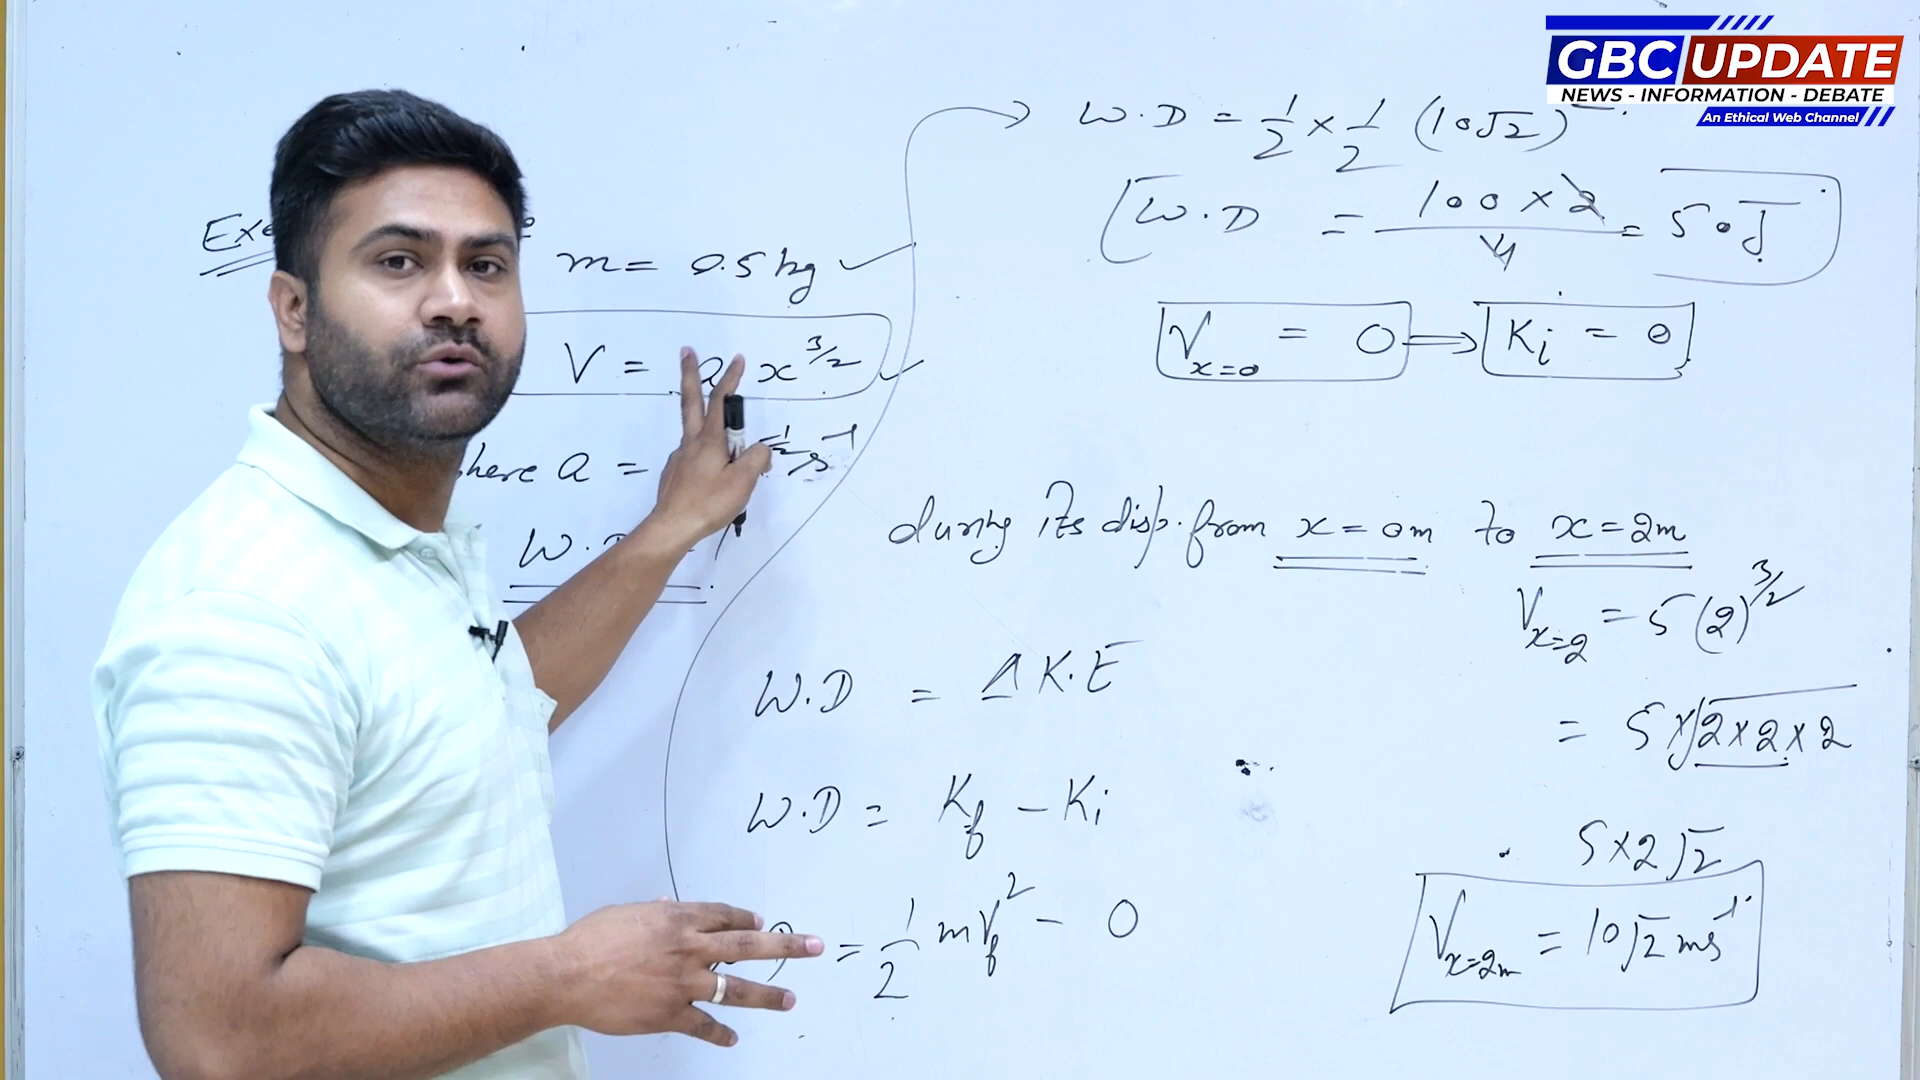 GBC UPDATE
NEWS - INFORMATION - DEBATE
An Ethical Web Channel
m = 0.5 kg
V = a x^3/2
here a =
W.D
W.D = 1/2 × 1/2 (10√2)
W.D = 100 × 2 / 4 = 50 J
V x=0 = 0 ⟹ Ki = 0
during its disp. from x = 0m to x = 2m
V x=2 = 5 (2)^3/2
= 5 × √2×2×2
5 × 2 √2
V x=2m = 10√2 ms^-1
W.D = Δ K.E
W.D = Kf - Ki
D = 1/2 mVf^2 - 0